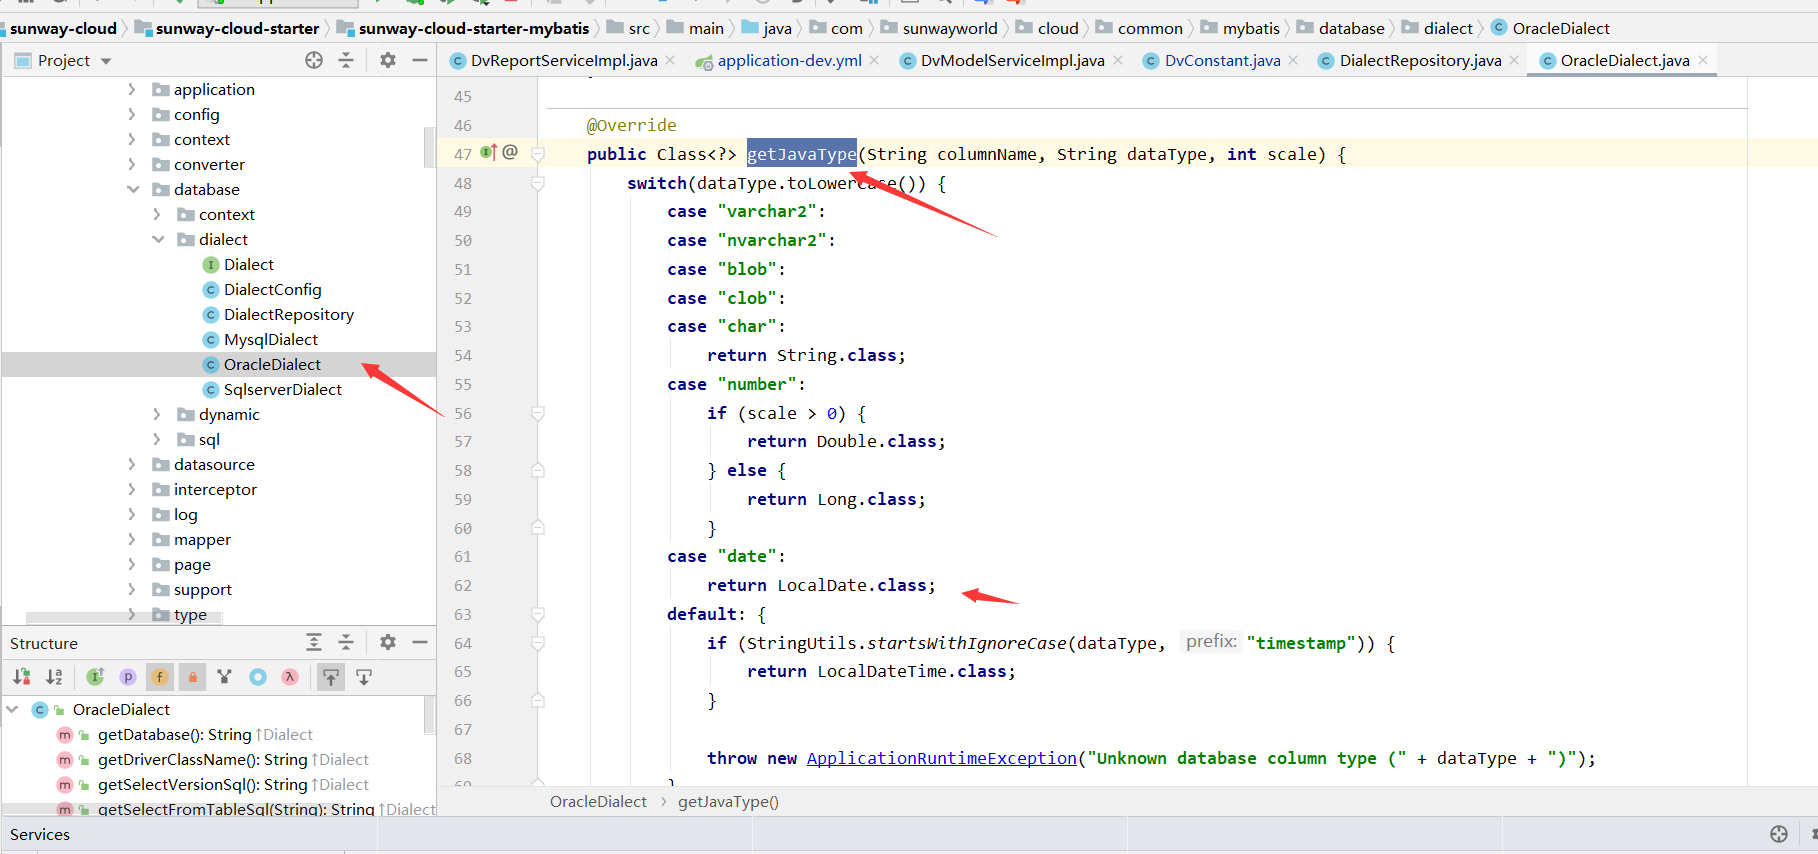 sunway-cloud sunway-cloud-starter sunway-cloud-starter-mybatis src main java com sunwayworld cloud common mybatis database dialect OracleDialect
Project
DvReportServiceImpl.java application-dev.yml DvModelServiceImpl.java DvConstant.java DialectRepository.java OracleDialect.java
application
config
context
converter
database
context
dialect
Dialect
DialectConfig
DialectRepository
MysqlDialect
OracleDialect
SqlserverDialect
dynamic
sql
datasource
interceptor
log
mapper
page
support
type
45
46 @Override
47 public Class<?> getJavaType(String columnName, String dataType, int scale) {
48 switch(dataType.toLowerCase()) {
49 case "varchar2":
50 case "nvarchar2":
51 case "blob":
52 case "clob":
53 case "char":
54 return String.class;
55 case "number":
56 if (scale > 0) {
57 return Double.class;
58 } else {
59 return Long.class;
60 }
61 case "date":
62 return LocalDate.class;
63 default: {
64 if (StringUtils.startsWithIgnoreCase(dataType, prefix: "timestamp")) {
65 return LocalDateTime.class;
66 }
67
68 throw new ApplicationRuntimeException("Unknown database column type (" + dataType + ")");
OracleDialect getJavaType()
Structure
OracleDialect
getDatabase(): String ↑Dialect
getDriverClassName(): String ↑Dialect
getSelectVersionSql(): String ↑Dialect
getSelectFromTableSql(String): String ↑Dialect
Services